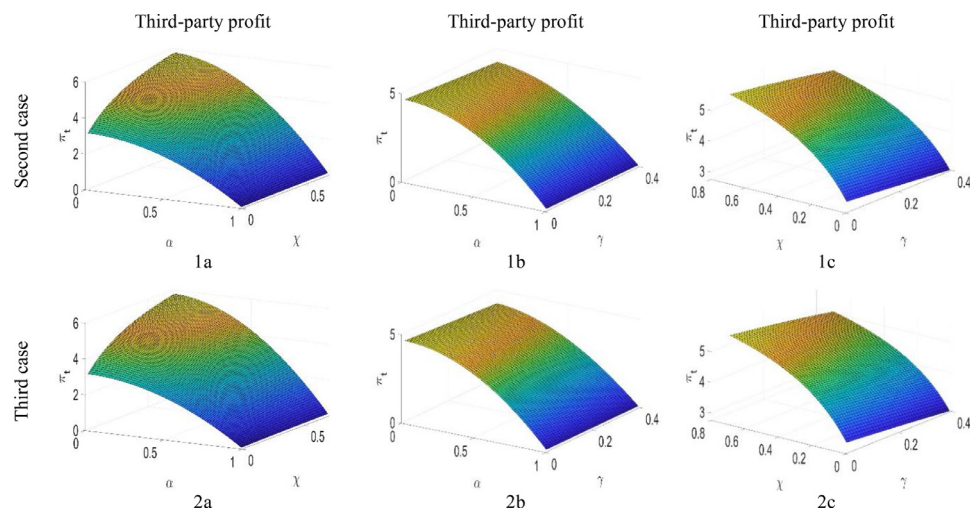 Third-party profit Third-party profit Third-party profit
Second case
6
4
2
0
π_t
0
0.5
1
α
0
0.5
χ
1a
5
0
π_t
0
0.5
1
α
0
0.2
0.4
γ
1b
5
4
3
π_t
0.8
0.6
0.4
0.2
0
χ
0
0.2
0.4
γ
1c
Third case
6
4
2
0
π_t
0
0.5
1
α
0
0.5
χ
2a
5
0
π_t
0
0.5
1
α
0
0.2
0.4
γ
2b
5
4
3
π_t
0.8
0.6
0.4
0.2
0
χ
0
0.2
0.4
γ
2c